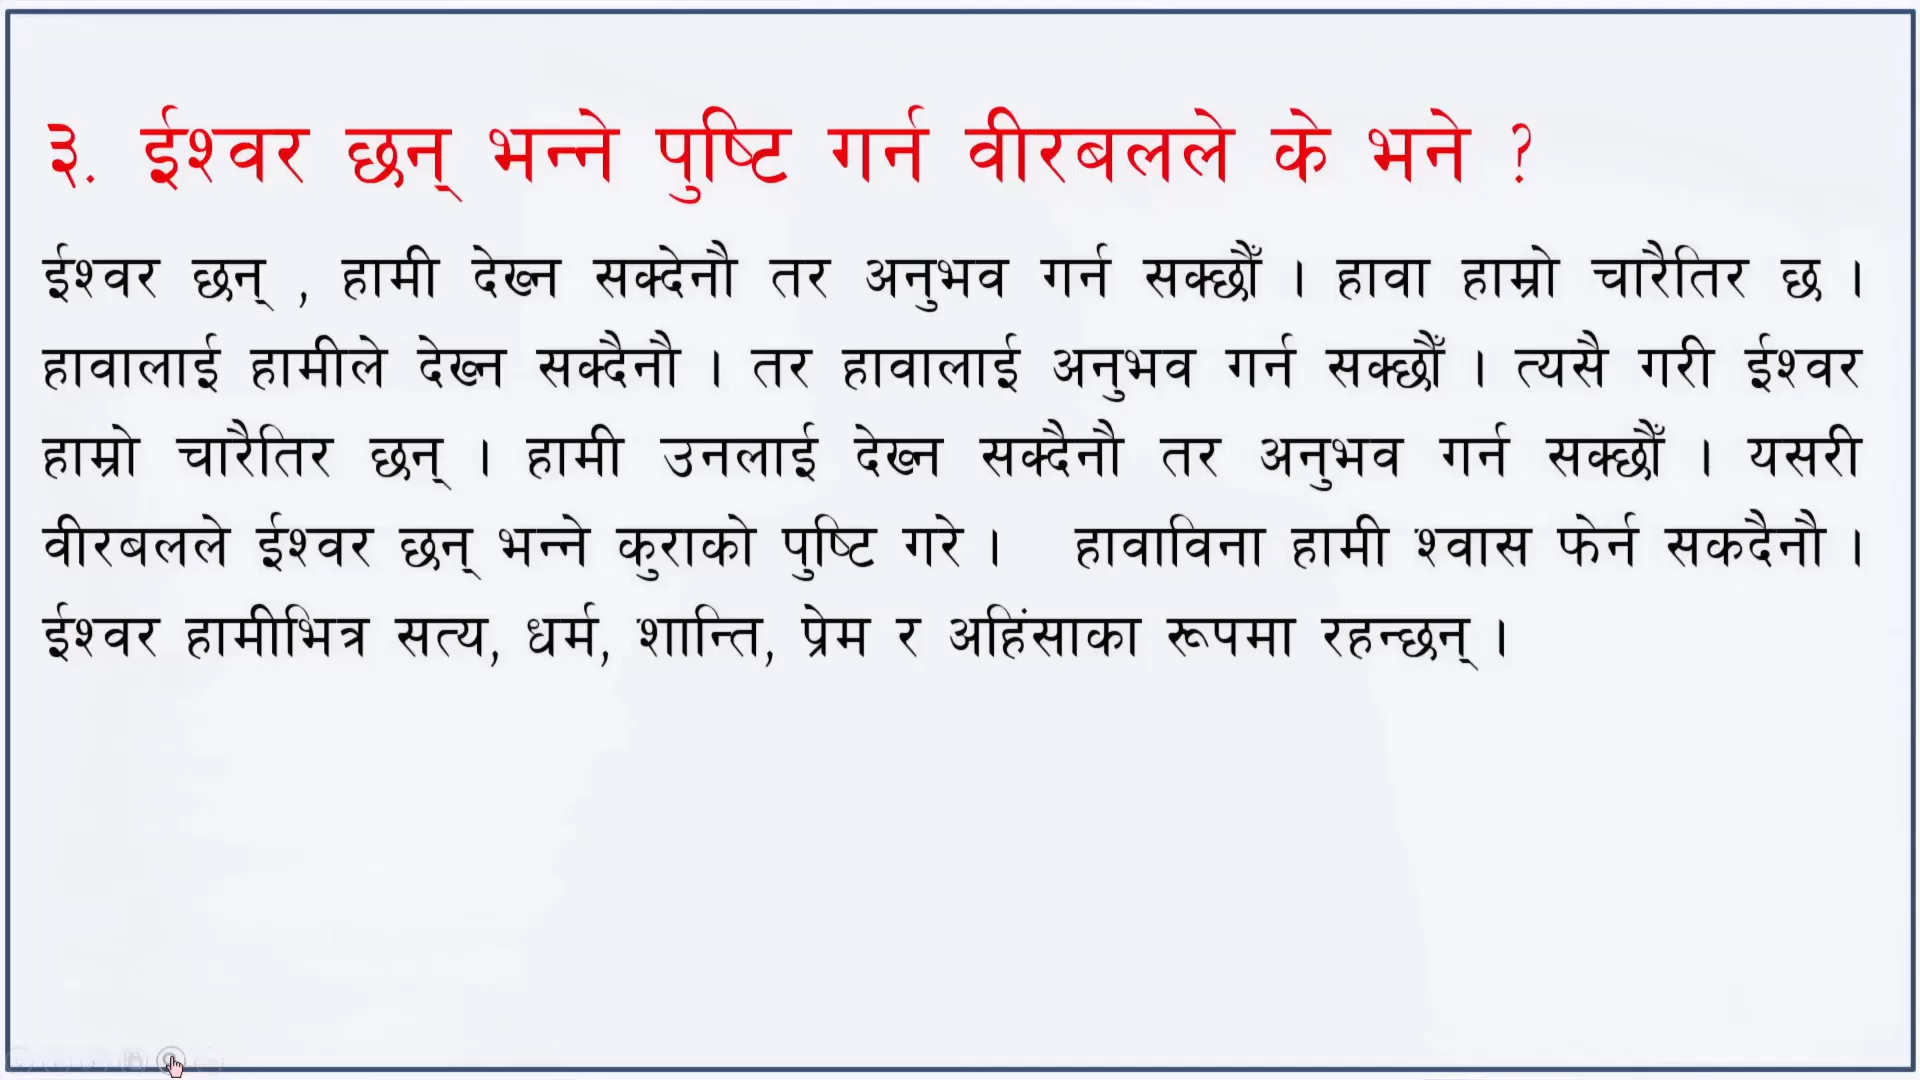 ३. ईश्वर छन् भन्ने पुष्टि गर्न वीरबलले के भने ?
ईश्वर छन् , हामी देख्न सक्देनौ तर अनुभव गर्न सक्छौँ । हावा हाम्रो चारैतिर छ ।
हावालाई हामीले देख्न सक्दैनौ । तर हावालाई अनुभव गर्न सक्छौँ । त्यसै गरी ईश्वर
हाम्रो चारैतिर छन् । हामी उनलाई देख्न सक्दैनौ तर अनुभव गर्न सक्छौँ । यसरी
वीरबलले ईश्वर छन् भन्ने कुराको पुष्टि गरे । हावाविना हामी श्वास फेर्न सकदैनौ ।
ईश्वर हामीभित्र सत्य, धर्म, शान्ति, प्रेम र अहिंसाका रूपमा रहन्छन् ।